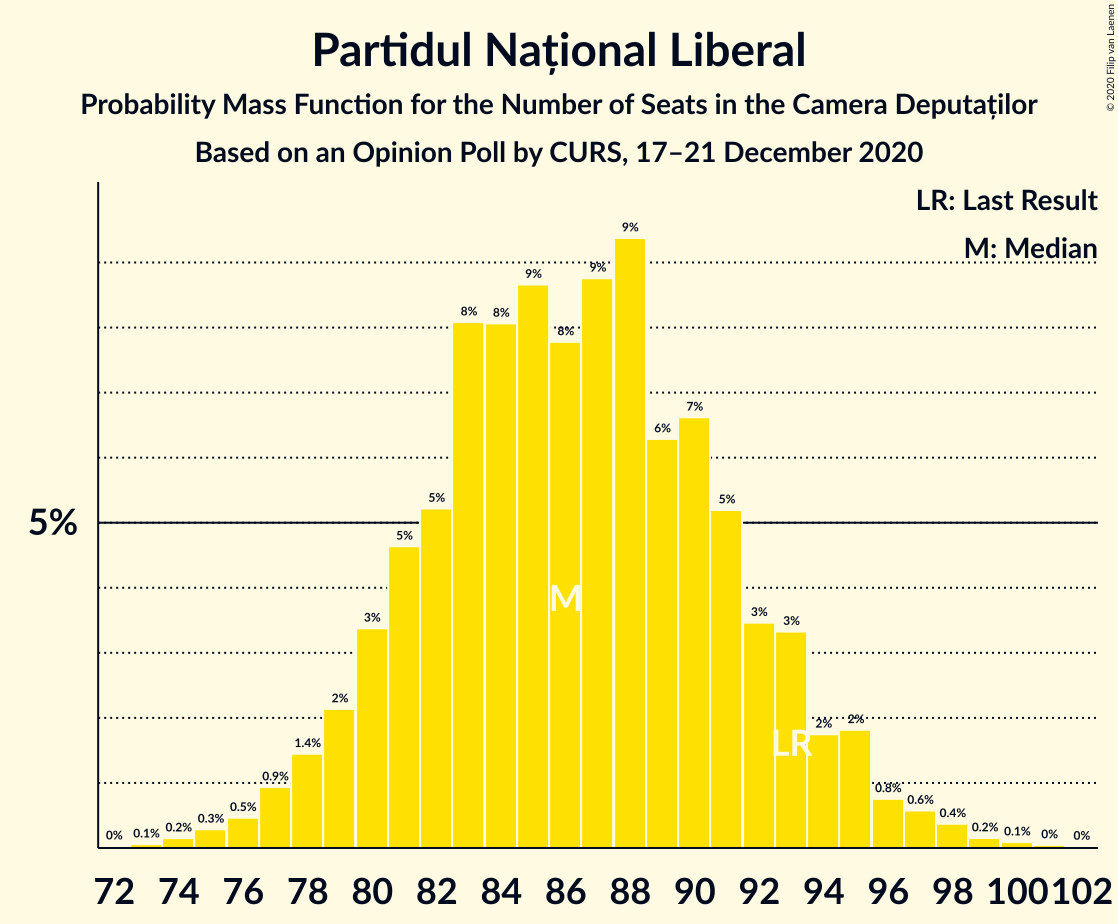 Partidul Național Liberal
Probability Mass Function for the Number of Seats in the Camera Deputaților
Based on an Opinion Poll by CURS, 17–21 December 2020
© 2020 Filip van Laenen
LR: Last Result
M: Median
5%
0% 0.1% 0.2% 0.3% 0.5% 0.9% 1.4% 2% 3% 5% 5% 8% 8% 9% 8% 9% 9% 6% 7% 5% 3% 3% 2% 2% 0.8% 0.6% 0.4% 0.2% 0.1% 0% 0%
M
LR
72 74 76 78 80 82 84 86 88 90 92 94 96 98 100 102